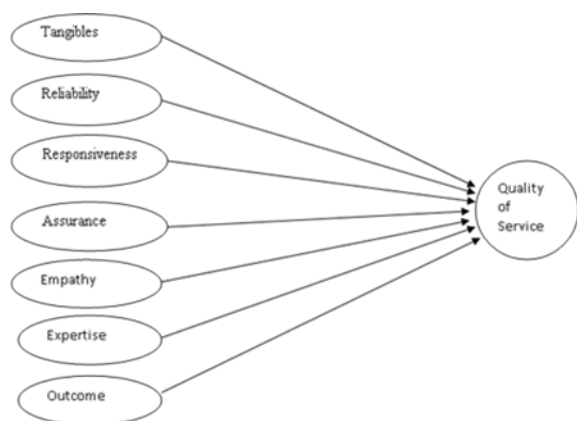 Tangibles
Reliability
Responsiveness
Assurance
Empathy
Expertise
Outcome
Quality
of
Service